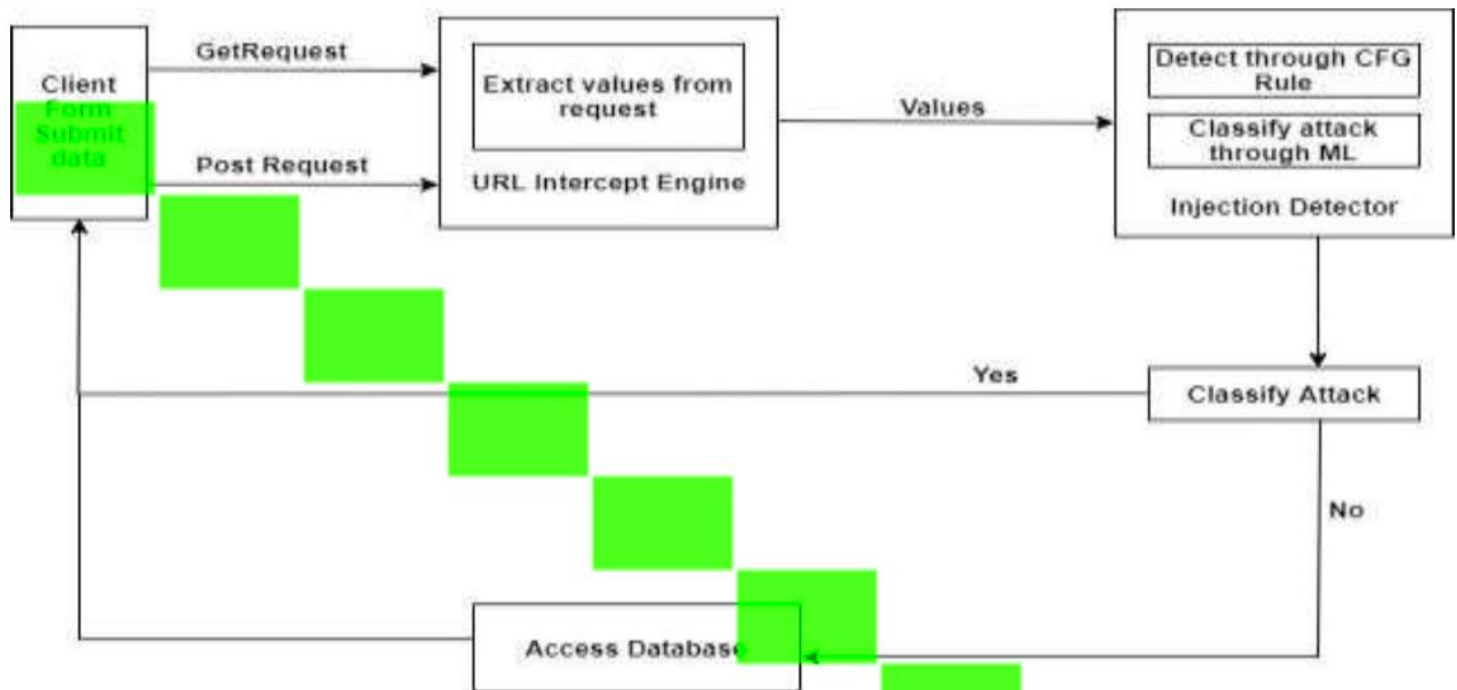 Client
Form
Submit
data
GetRequest
Post Request
Extract values from
request
URL Intercept Engine
Values
Detect through CFG
Rule
Classify attack
through ML
Injection Detector
Classify Attack
Yes
No
Access Database